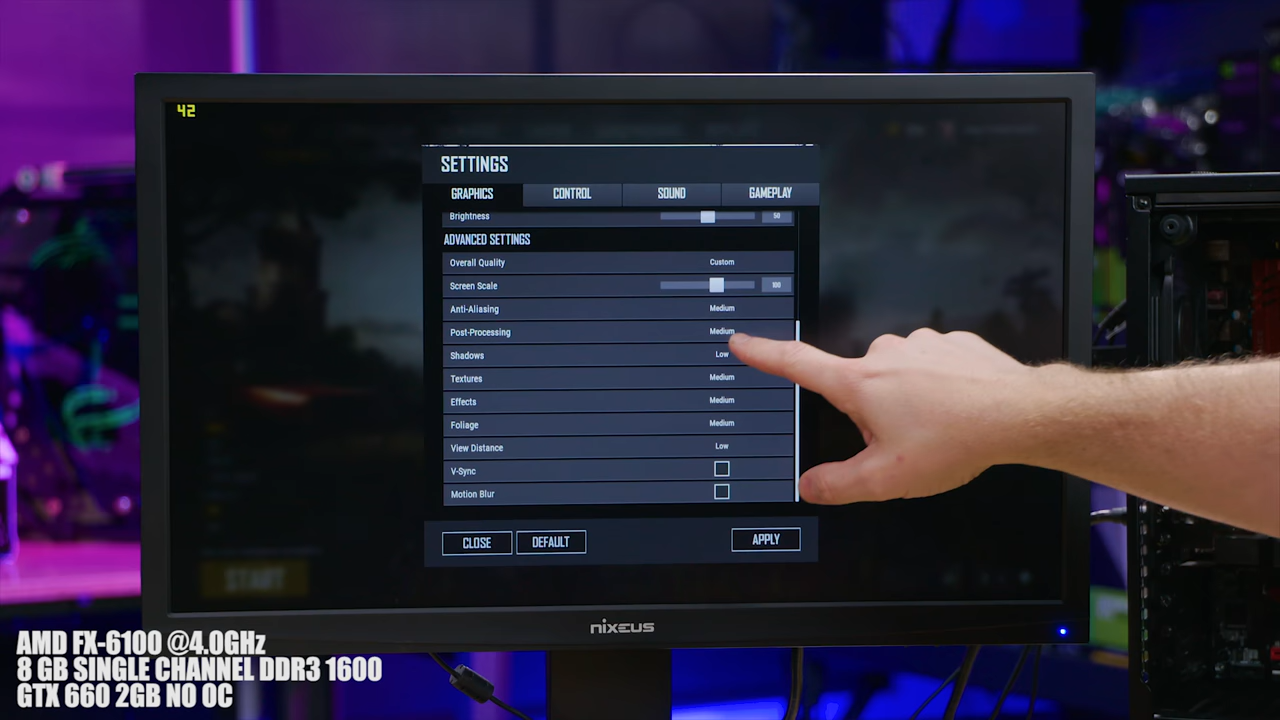 42
SETTINGS
GRAPHICS CONTROL SOUND GAMEPLAY
Brightness 50
ADVANCED SETTINGS
Overall Quality Custom
Screen Scale 100
Anti-Aliasing Medium
Post-Processing Medium
Shadows Low
Textures Medium
Effects Medium
Foliage Medium
View Distance Low
V-Sync
Motion Blur
CLOSE DEFAULT APPLY
START
nixeus
AMD FX-6100 @4.0GHz
8 GB SINGLE CHANNEL DDR3 1600
GTX 660 2GB NO OC